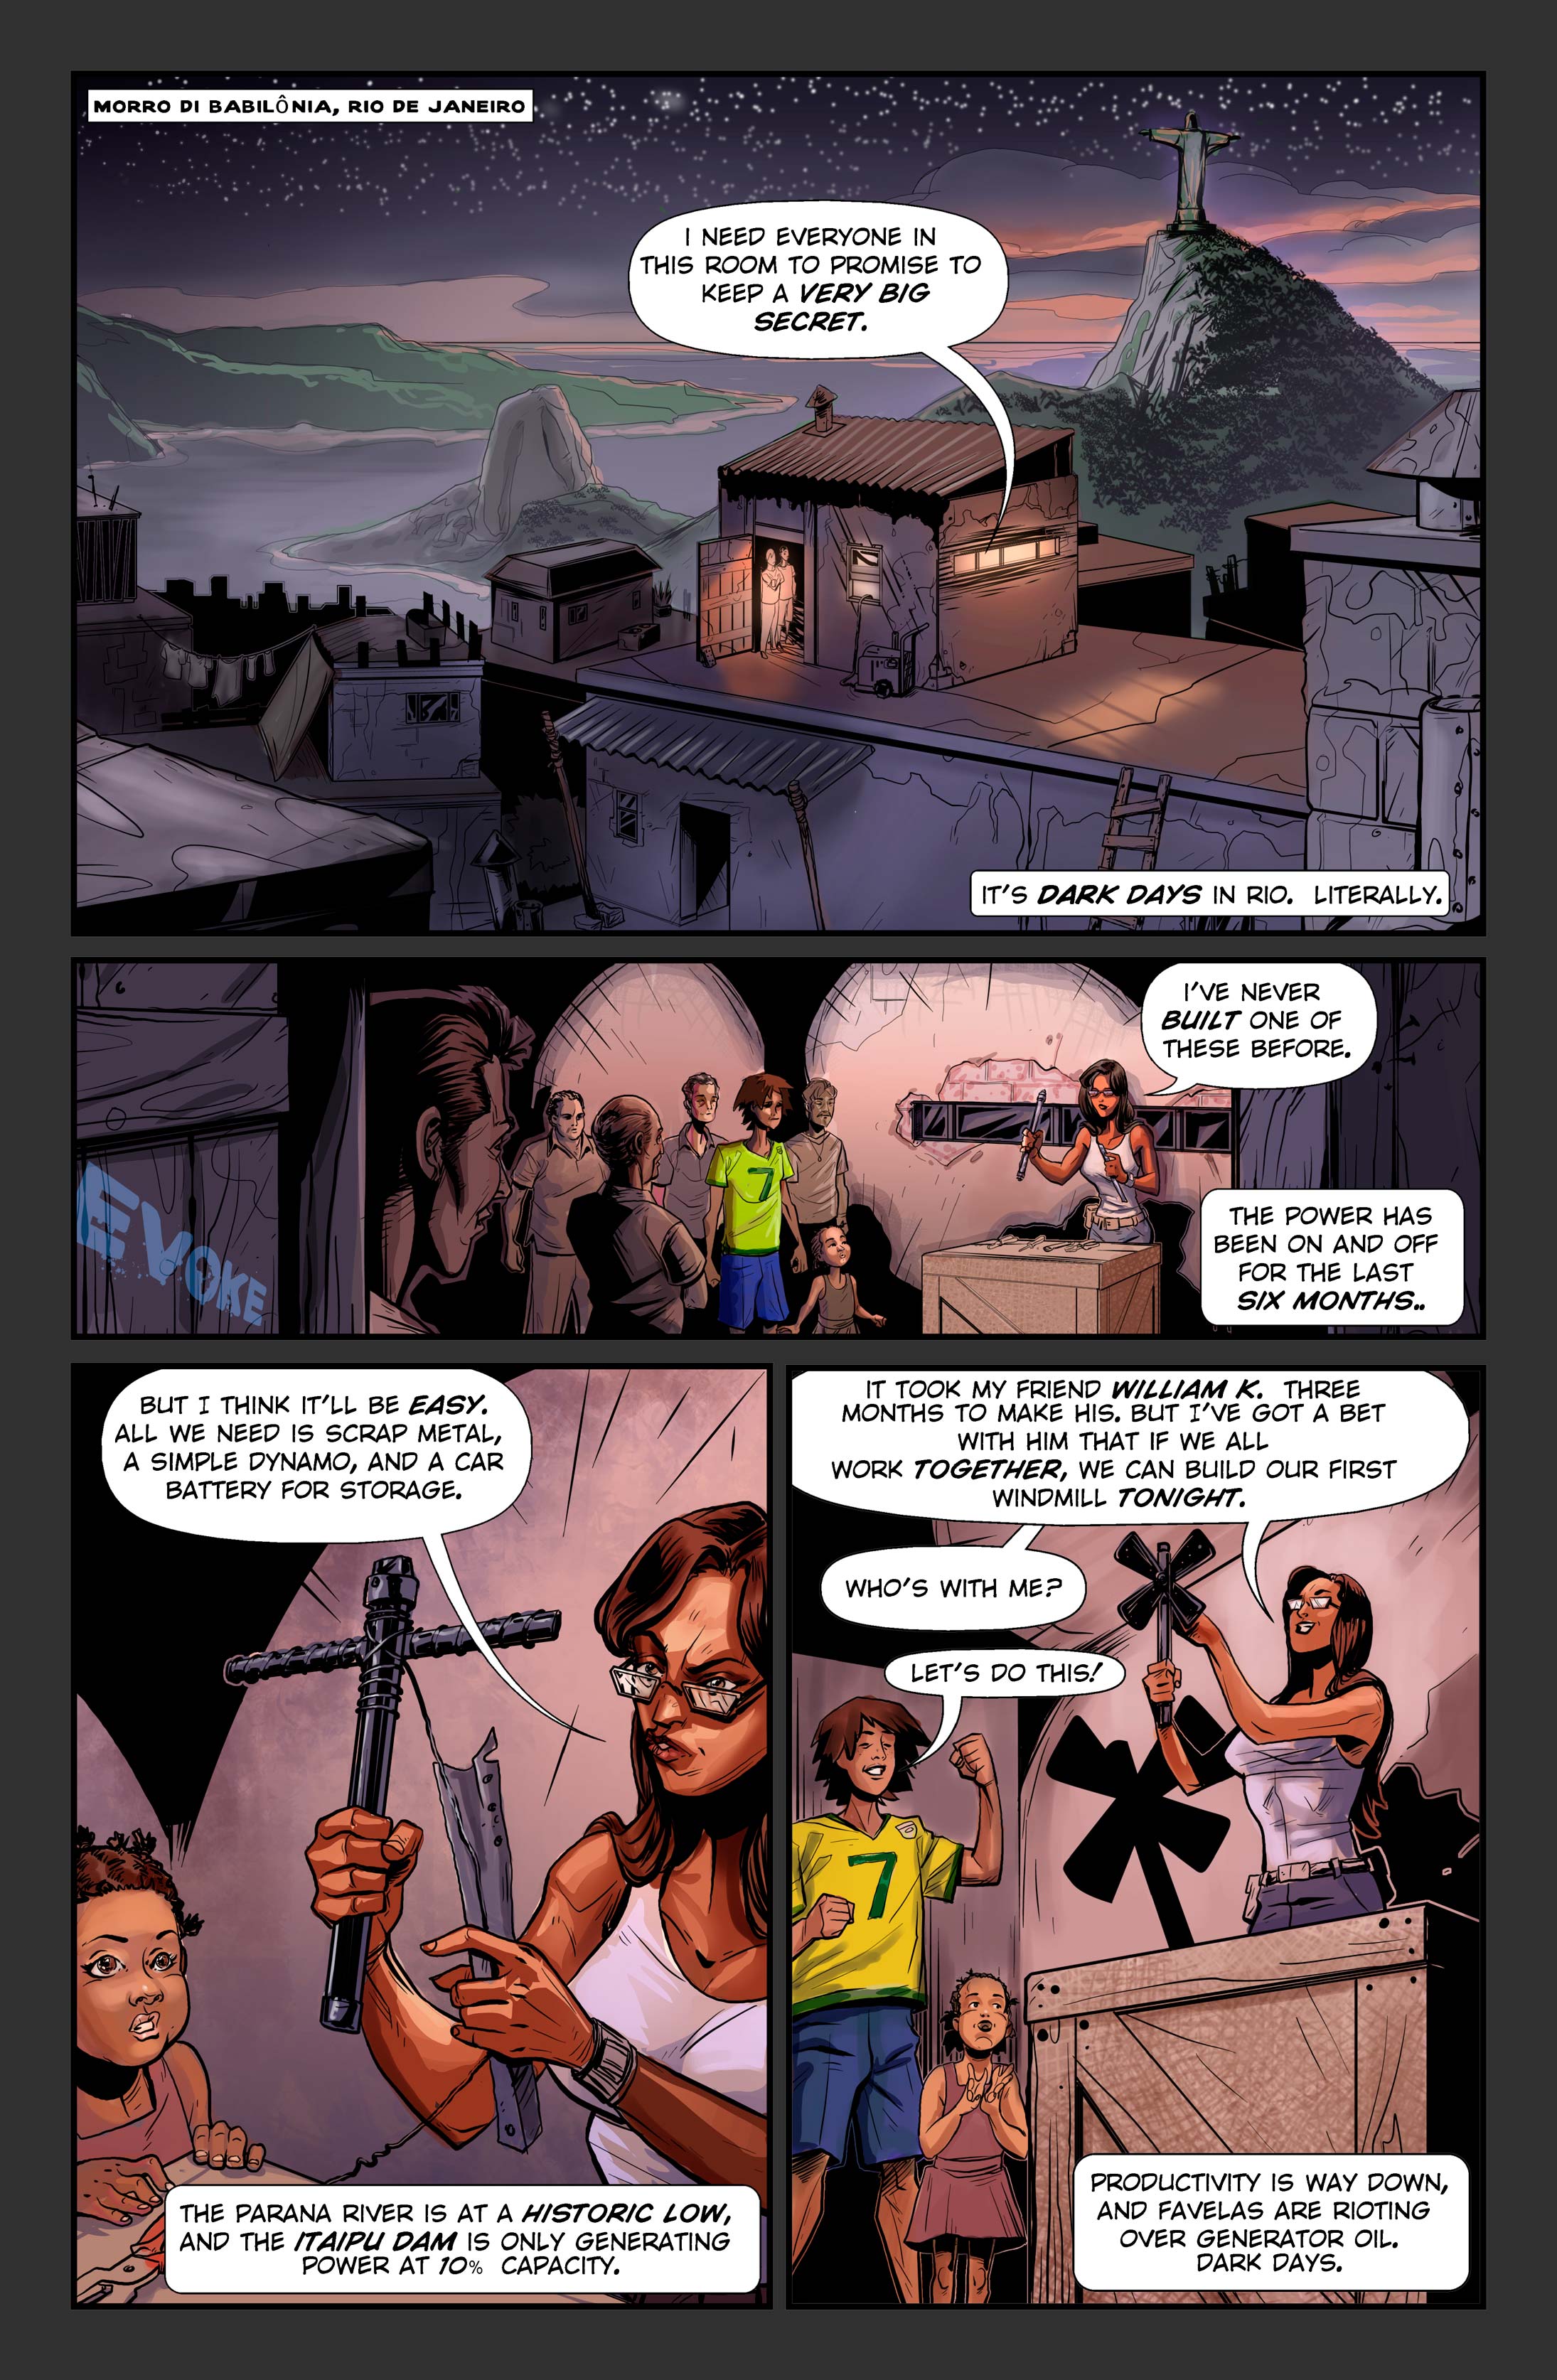 MORRO DI BABILÔNIA, RIO DE JANEIRO
I NEED EVERYONE IN
THIS ROOM TO PROMISE TO
KEEP A VERY BIG
SECRET.
IT'S DARK DAYS IN RIO. LITERALLY.
I'VE NEVER
BUILT ONE OF
THESE BEFORE.
7
EVOKE
THE POWER HAS
BEEN ON AND OFF
FOR THE LAST
SIX MONTHS..
BUT I THINK IT'LL BE EASY.
ALL WE NEED IS SCRAP METAL,
A SIMPLE DYNAMO, AND A CAR
BATTERY FOR STORAGE.
THE PARANA RIVER IS AT A HISTORIC LOW,
AND THE ITAIPU DAM IS ONLY GENERATING
POWER AT 10% CAPACITY.
IT TOOK MY FRIEND WILLIAM K. THREE
MONTHS TO MAKE HIS. BUT I'VE GOT A BET
WITH HIM THAT IF WE ALL
WORK TOGETHER, WE CAN BUILD OUR FIRST
WINDMILL TONIGHT.
WHO'S WITH ME?
LET'S DO THIS!
7
PRODUCTIVITY IS WAY DOWN,
AND FAVELAS ARE RIOTING
OVER GENERATOR OIL.
DARK DAYS.